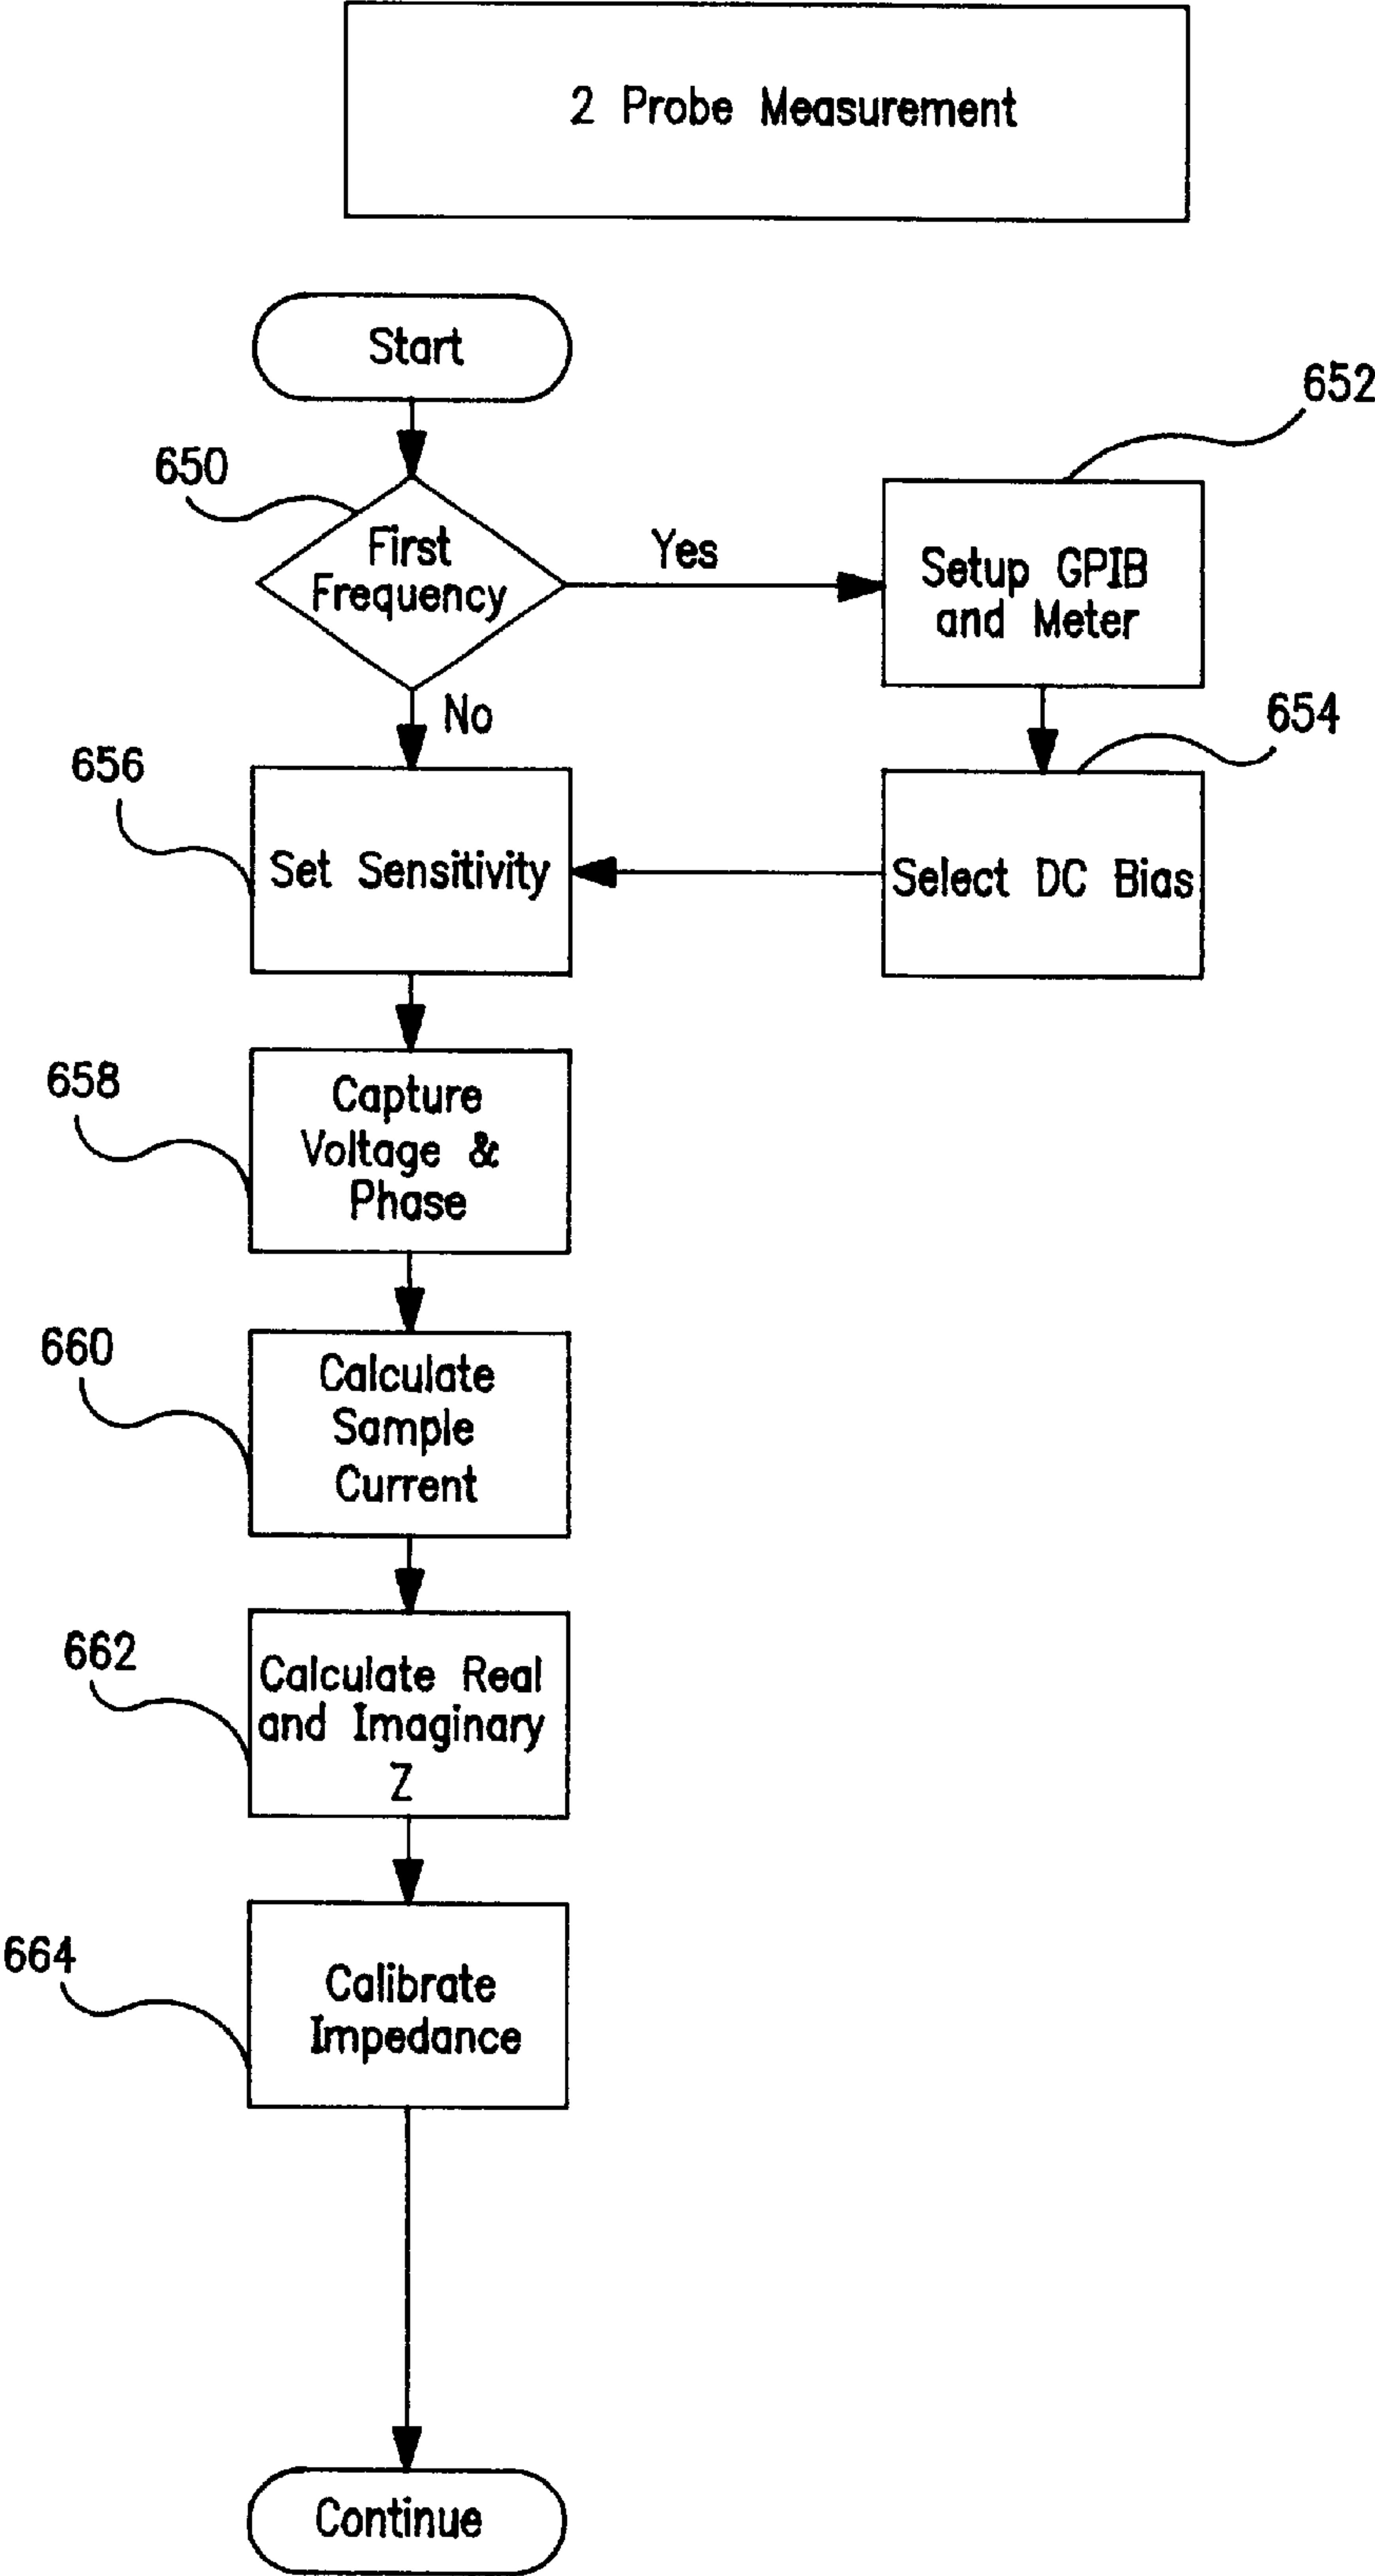 2 Probe Measurement
Start
652
650
First
Frequency
Yes
Setup GPIB
and Meter
No
654
656
Set Sensitivity
Select DC Bias
658
Capture
Voltage &
Phase
660
Calculate
Sample
Current
662
Calculate Real
and Imaginary
Z
664
Calibrate
Impedance
Continue